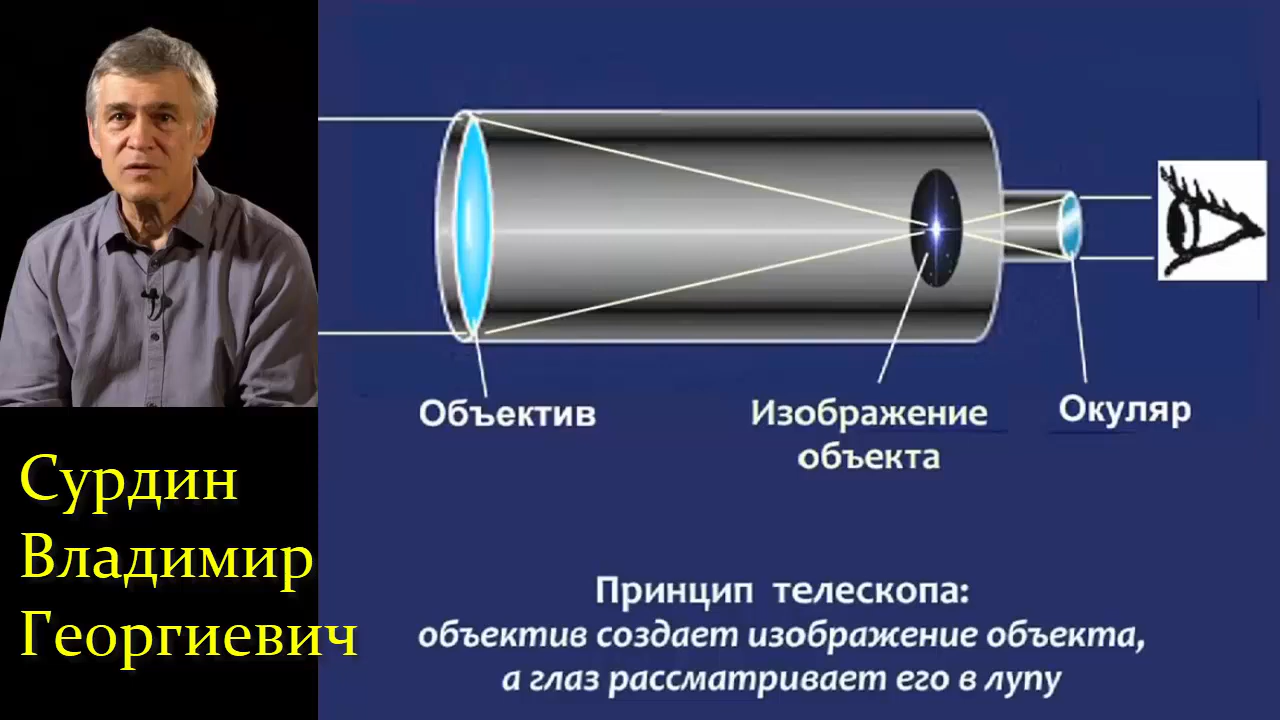 Сурдин
Владимир
Георгиевич
Объектив
Изображение
объекта
Окуляр
Принцип телескопа:
объектив создает изображение объекта,
а глаз рассматривает его в лупу